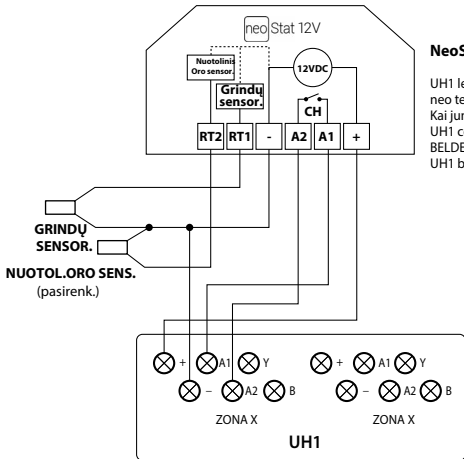 neoStat 12V
NeoS
Nuotolinis
Oro sensor.
12VDC
Grindų
sensor.
CH
UH1 le
neo te
Kai jun
UH1 c
BELDE
UH1 b
RT2 RT1 - A2 A1 +
GRINDŲ
SENSOR.
NUOTOL.ORO SENS.
(pasirenk.)
+ A1 Y + A1 Y
– A2 B – A2 B
ZONA X ZONA X
UH1